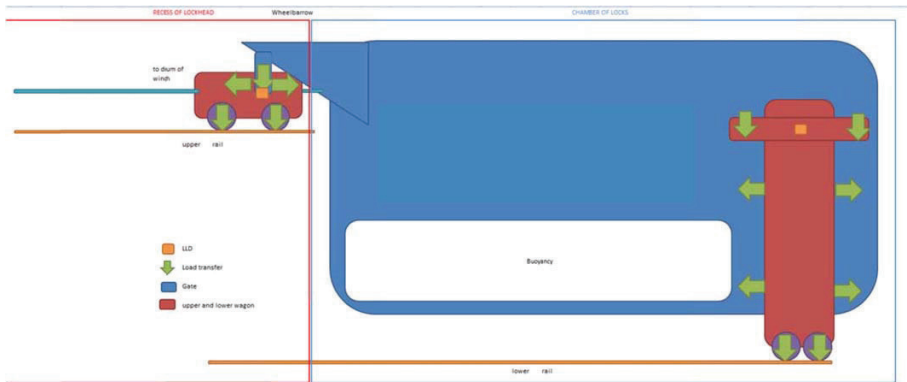 RECESS OF LOCKHEAD
Wheelbarrow
CHAMBER OF LOCKS
to drum of
winch
upper rail
LLD
Load transfer
Gate
upper and lower wagon
Buoyancy
lower rail